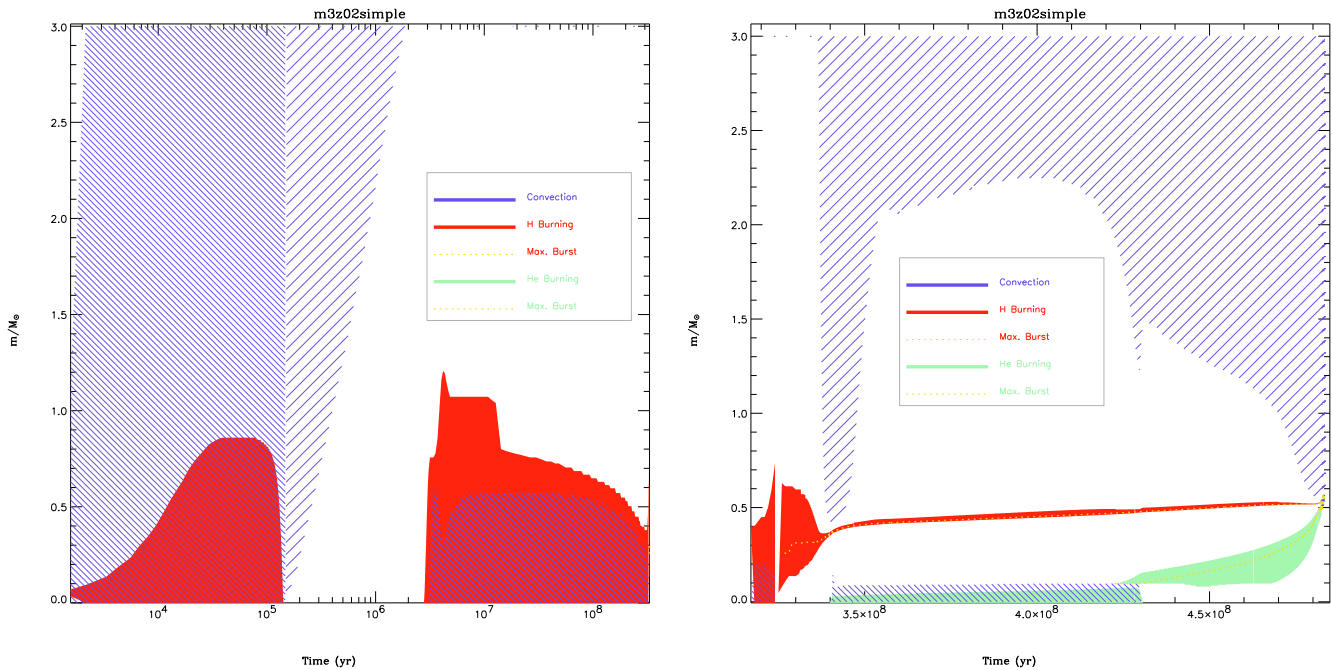 m3z02simple
3.0
2.5
2.0
1.5
1.0
0.5
0.0
m/M⊙
Convection
H Burning
Max. Burst
He Burning
Max. Burst
10⁴
10⁵
10⁶
10⁷
10⁸
Time (yr)
m3z02simple
3.0
2.5
2.0
1.5
1.0
0.5
0.0
m/M⊙
Convection
H Burning
Max. Burst
He Burning
Max. Burst
3.5×10⁸
4.0×10⁸
4.5×10⁸
Time (yr)